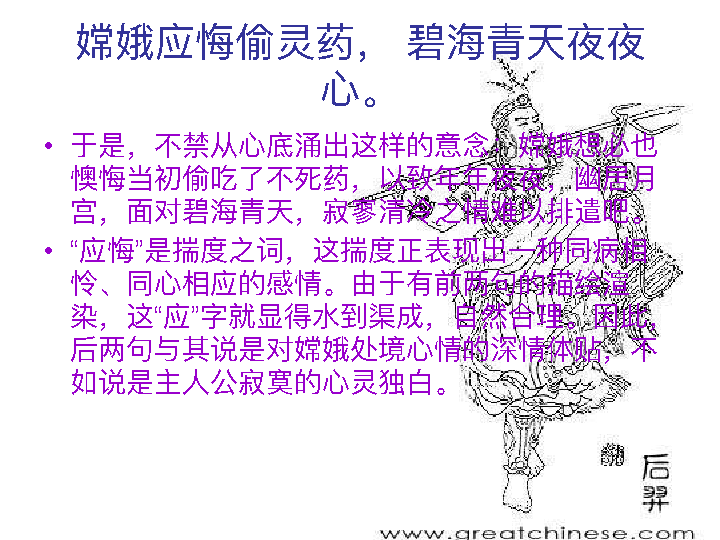 嫦娥应悔偷灵药， 碧海青天夜夜
心。
• 于是，不禁从心底涌出这样的意念：嫦娥想必也
懊悔当初偷吃了不死药，以致年年夜夜，幽居月
宫，面对碧海青天，寂寥清冷之情难以排遣吧。
• “应悔”是揣度之词，这揣度正表现出一种同病相
怜、同心相应的感情。由于有前两句的描绘渲
染，这“应”字就显得水到渠成，自然合理。因此，
后两句与其说是对嫦娥处境心情的深情体贴，不
如说是主人公寂寞的心灵独白。
后
羿
www.greatchinese.com